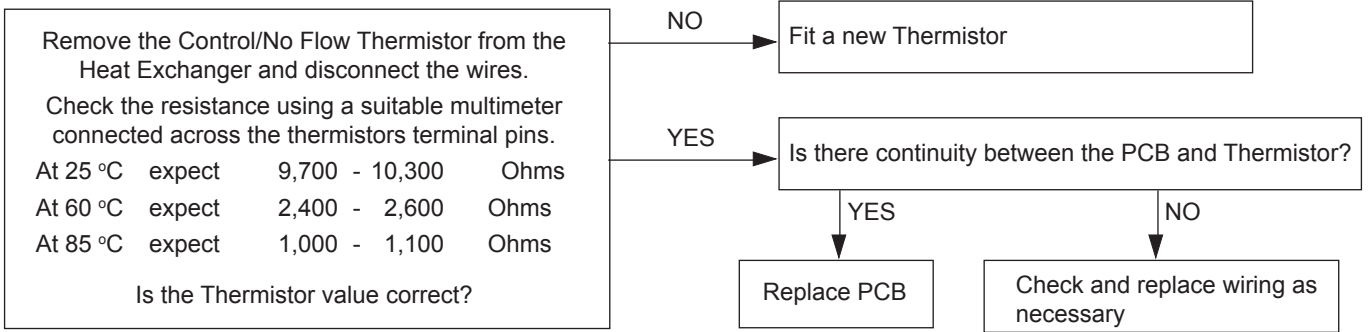 Remove the Control/No Flow Thermistor from the
Heat Exchanger and disconnect the wires.
Check the resistance using a suitable multimeter
connected across the thermistors terminal pins.
At 25 ºC expect 9,700 - 10,300 Ohms
At 60 ºC expect 2,400 - 2,600 Ohms
At 85 ºC expect 1,000 - 1,100 Ohms
Is the Thermistor value correct?
NO
Fit a new Thermistor
YES
Is there continuity between the PCB and Thermistor?
YES
NO
Replace PCB
Check and replace wiring as
necessary